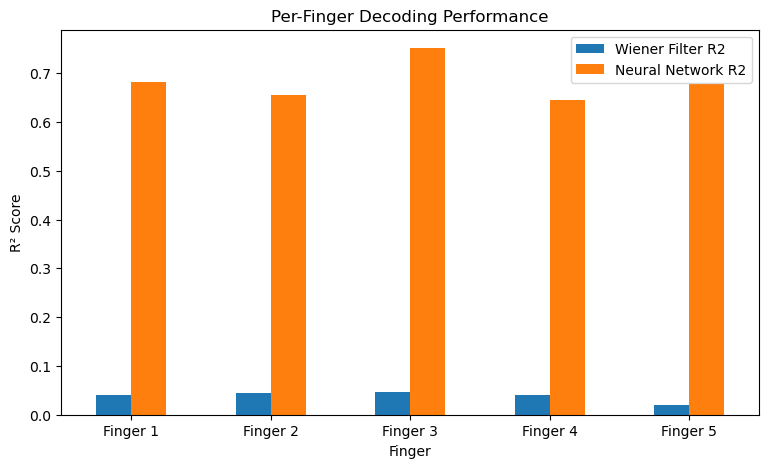 Per-Finger Decoding Performance
Wiener Filter R2
Neural Network R2
R² Score
0.7
0.6
0.5
0.4
0.3
0.2
0.1
0.0
Finger 1 Finger 2 Finger 3 Finger 4 Finger 5
Finger